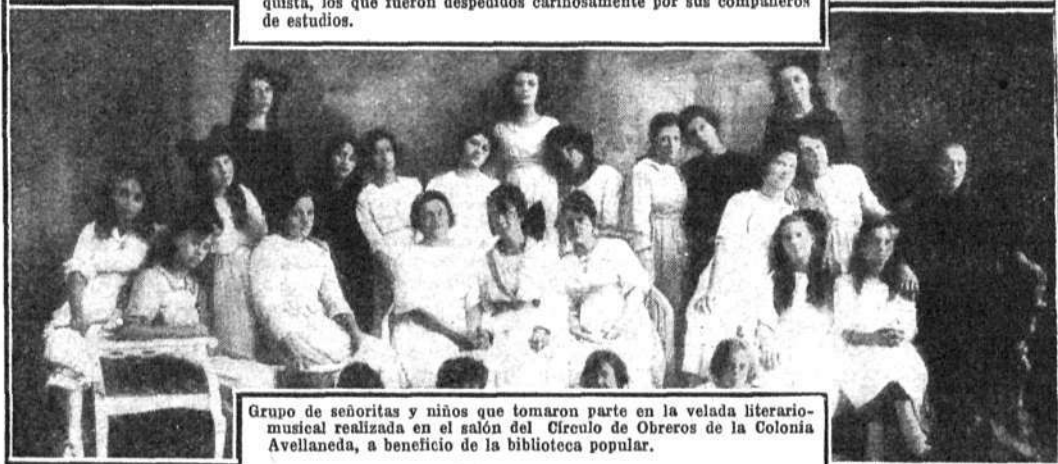 quista, los que fueron despedidos cariñosamente por sus compañeros
de estudios.
Grupo de señoritas y niños que tomaron parte en la velada literario-
musical realizada en el salón del Círculo de Obreros de la Colonia
Avellaneda, a beneficio de la biblioteca popular.